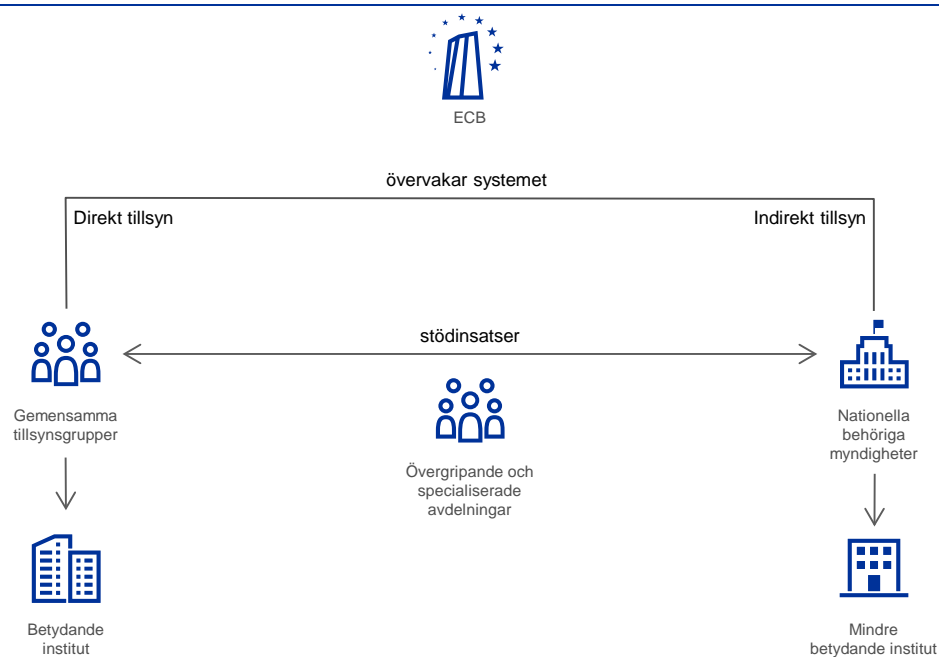 ECB
övervakar systemet
Direkt tillsyn
Indirekt tillsyn
stödinsatser
Gemensamma
tillsynsgrupper
Övergripande och
specialiserade
avdelningar
Nationella
behöriga
myndigheter
Betydande
institut
Mindre
betydande institut